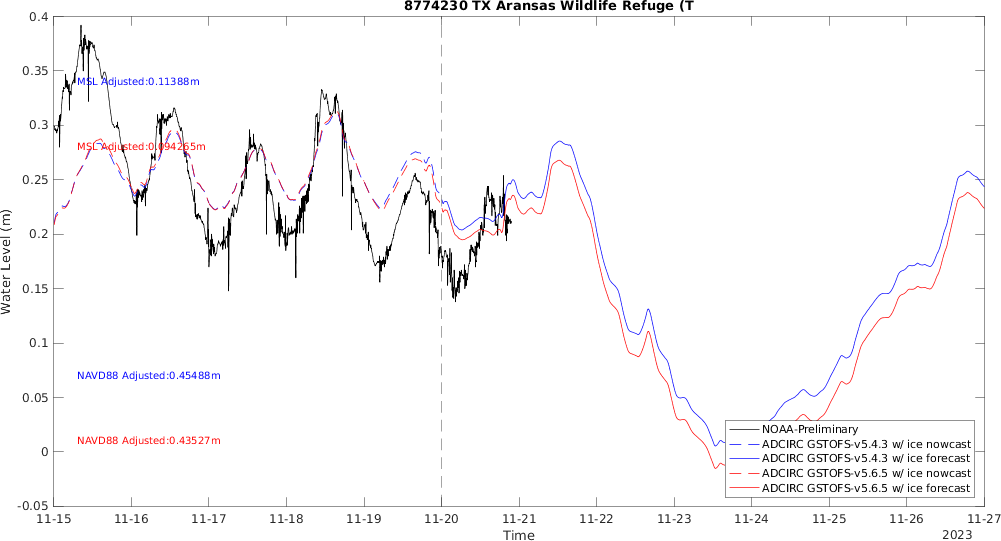 8774230 TX Aransas Wildlife Refuge (T
0.4
0.35
0.3
0.25
0.2
0.15
0.1
0.05
0
-0.05
Water Level (m)
MSL Adjusted:0.11388m
MSL Adjusted:0.094265m
NAVD88 Adjusted:0.45488m
NAVD88 Adjusted:0.43527m
NOAA-Preliminary
ADCIRC GSTOFS-v5.4.3 w/ ice nowcast
ADCIRC GSTOFS-v5.4.3 w/ ice forecast
ADCIRC GSTOFS-v5.6.5 w/ ice nowcast
ADCIRC GSTOFS-v5.6.5 w/ ice forecast
11-15 11-16 11-17 11-18 11-19 11-20 11-21 11-22 11-23 11-24 11-25 11-26 11-27
Time
2023